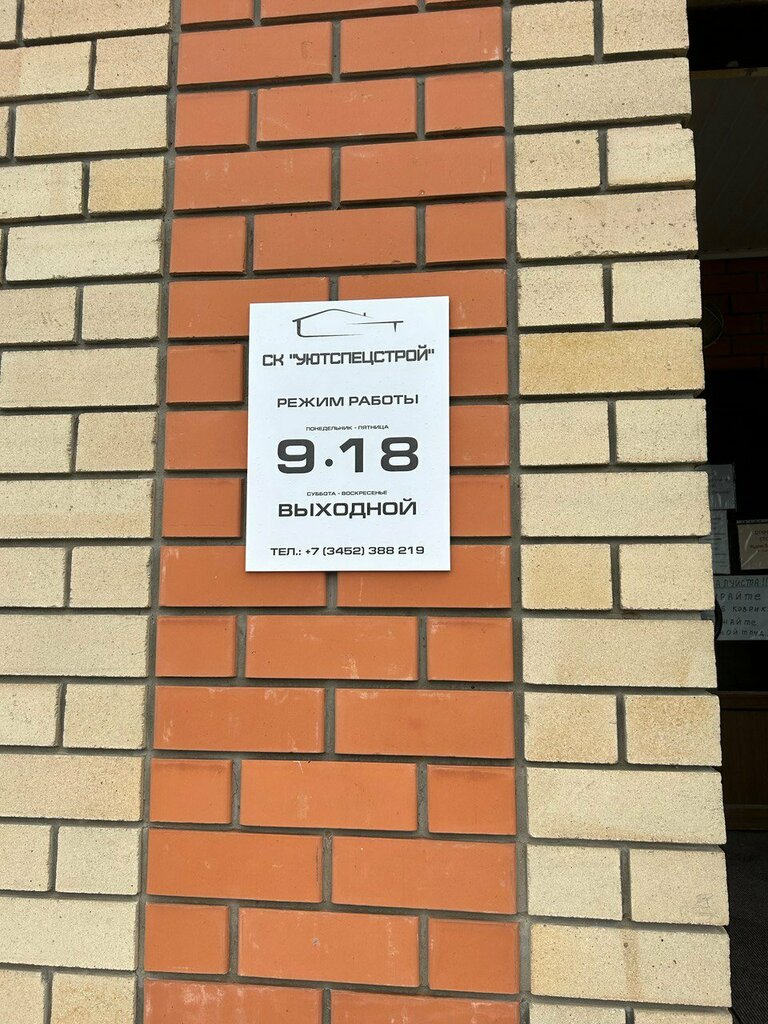 СК "УЮТСПЕЦСТРОЙ"
РЕЖИМ РАБОТЫ
ПОНЕДЕЛЬНИК - ПЯТНИЦА
9·18
СУББОТА - ВОСКРЕСЕНЬЕ
ВЫХОДНОЙ
ТЕЛ.: +7 (3452) 388 219